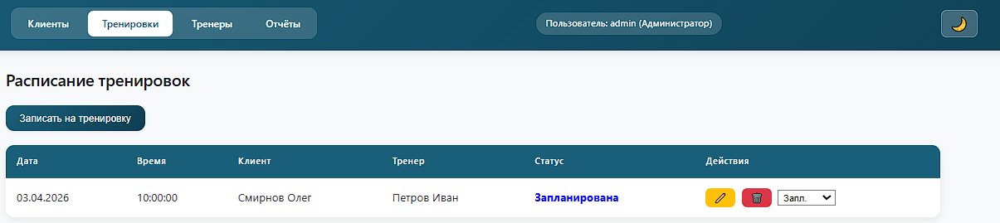 Клиенты Тренировки Тренеры Отчёты Пользователь: admin (Администратор)
Расписание тренировок
Записать на тренировку
Дата Время Клиент Тренер Статус Действия
03.04.2026 10:00:00 Смирнов Олег Петров Иван Запланирована Запл.